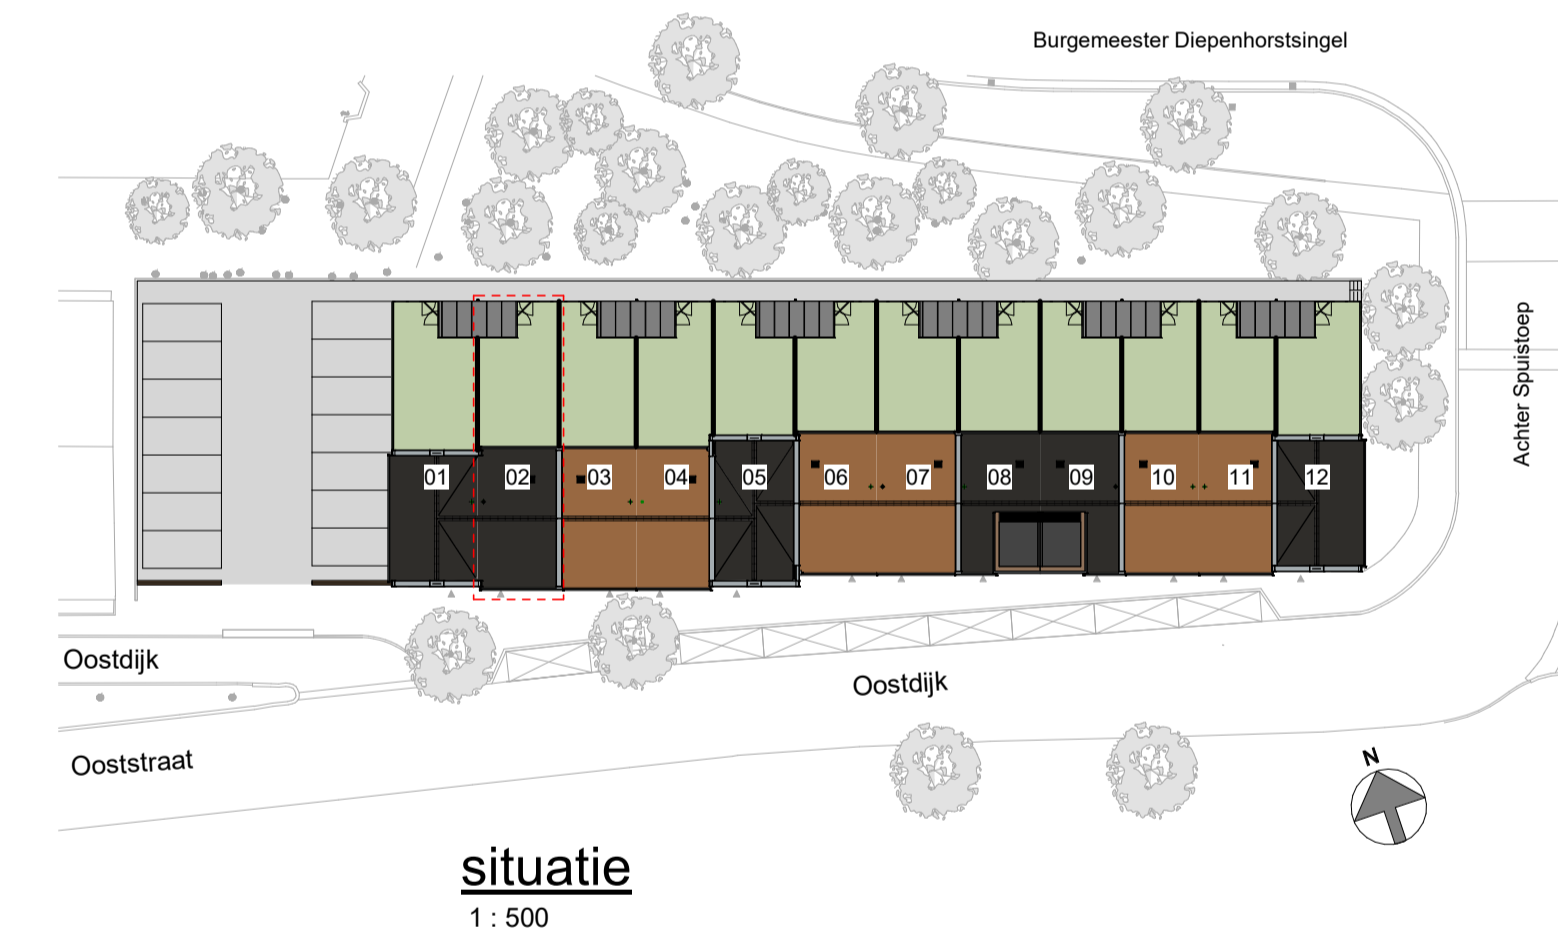 Burgemeester Diepenhorstsingel
Achter Spuistoep
01 02 03 04 05 06 07 08 09 10 11 12
Oostdijk
Oostdijk
Ooststraat
N
situatie
1 : 500